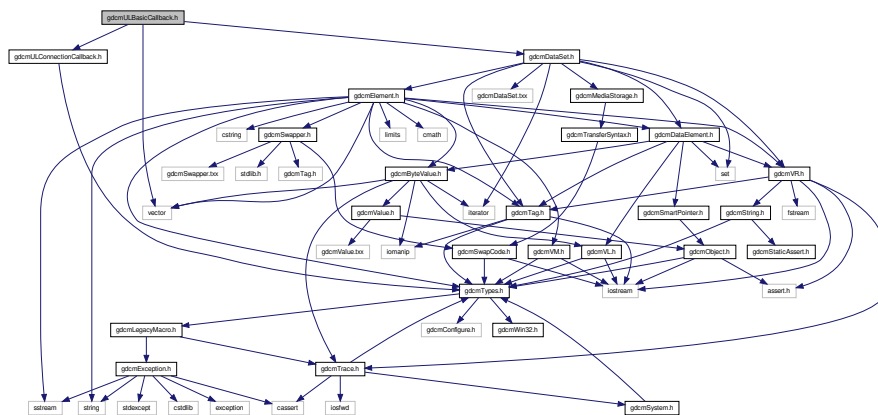 gdcmULBasicCallback.h
gdcmULConnectionCallback.h
gdcmDataSet.h
gdcmElement.h
gdcmDataSet.txx
gdcmMediaStorage.h
cstring
gdcmSwapper.h
limits
cmath
gdcmTransferSyntax.h
gdcmDataElement.h
gdcmSwapper.txx
stdlib.h
gdcmTag.h
gdcmByteValue.h
set
gdcmVR.h
vector
gdcmValue.h
iterator
gdcmTag.h
gdcmSmartPointer.h
gdcmString.h
fstream
gdcmValue.txx
iomanip
gdcmSwapCode.h
gdcmVM.h
gdcmVL.h
gdcmObject.h
gdcmStaticAssert.h
gdcmTypes.h
iostream
assert.h
gdcmLegacyMacro.h
gdcmConfigure.h
gdcmWin32.h
gdcmException.h
gdcmTrace.h
sstream
string
stdexcept
cstdlib
exception
cassert
iosfwd
gdcmSystem.h